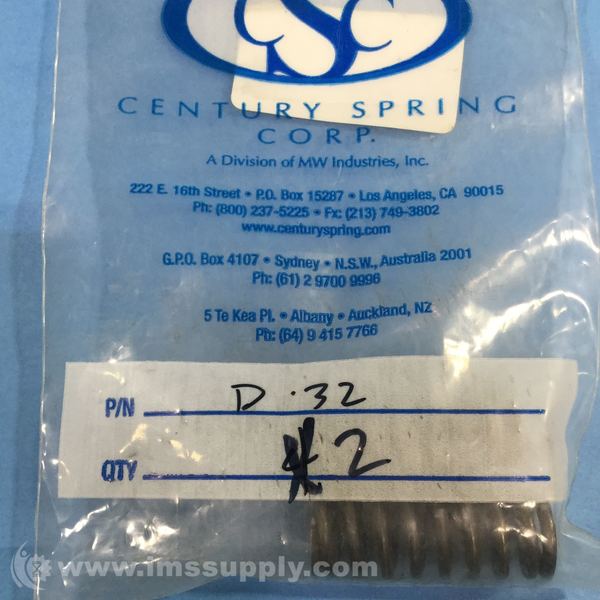 CSC
CENTURY SPRING
CORP.
A Division of MW Industries, Inc.
222 E. 16th Street • P.O. Box 15287 • Los Angeles, CA 90015
Ph: (800) 237-5225 • Fx: (213) 749-3802
www.centuryspring.com
G.P.O. Box 4107 • Sydney • N.S.W., Australia 2001
Ph: (61) 2 9700 9996
5 Te Kea Pl. • Albany • Auckland, NZ
Ph: (64) 9 415 7766
P/N D.32
QTY 2
www.imssupply.com